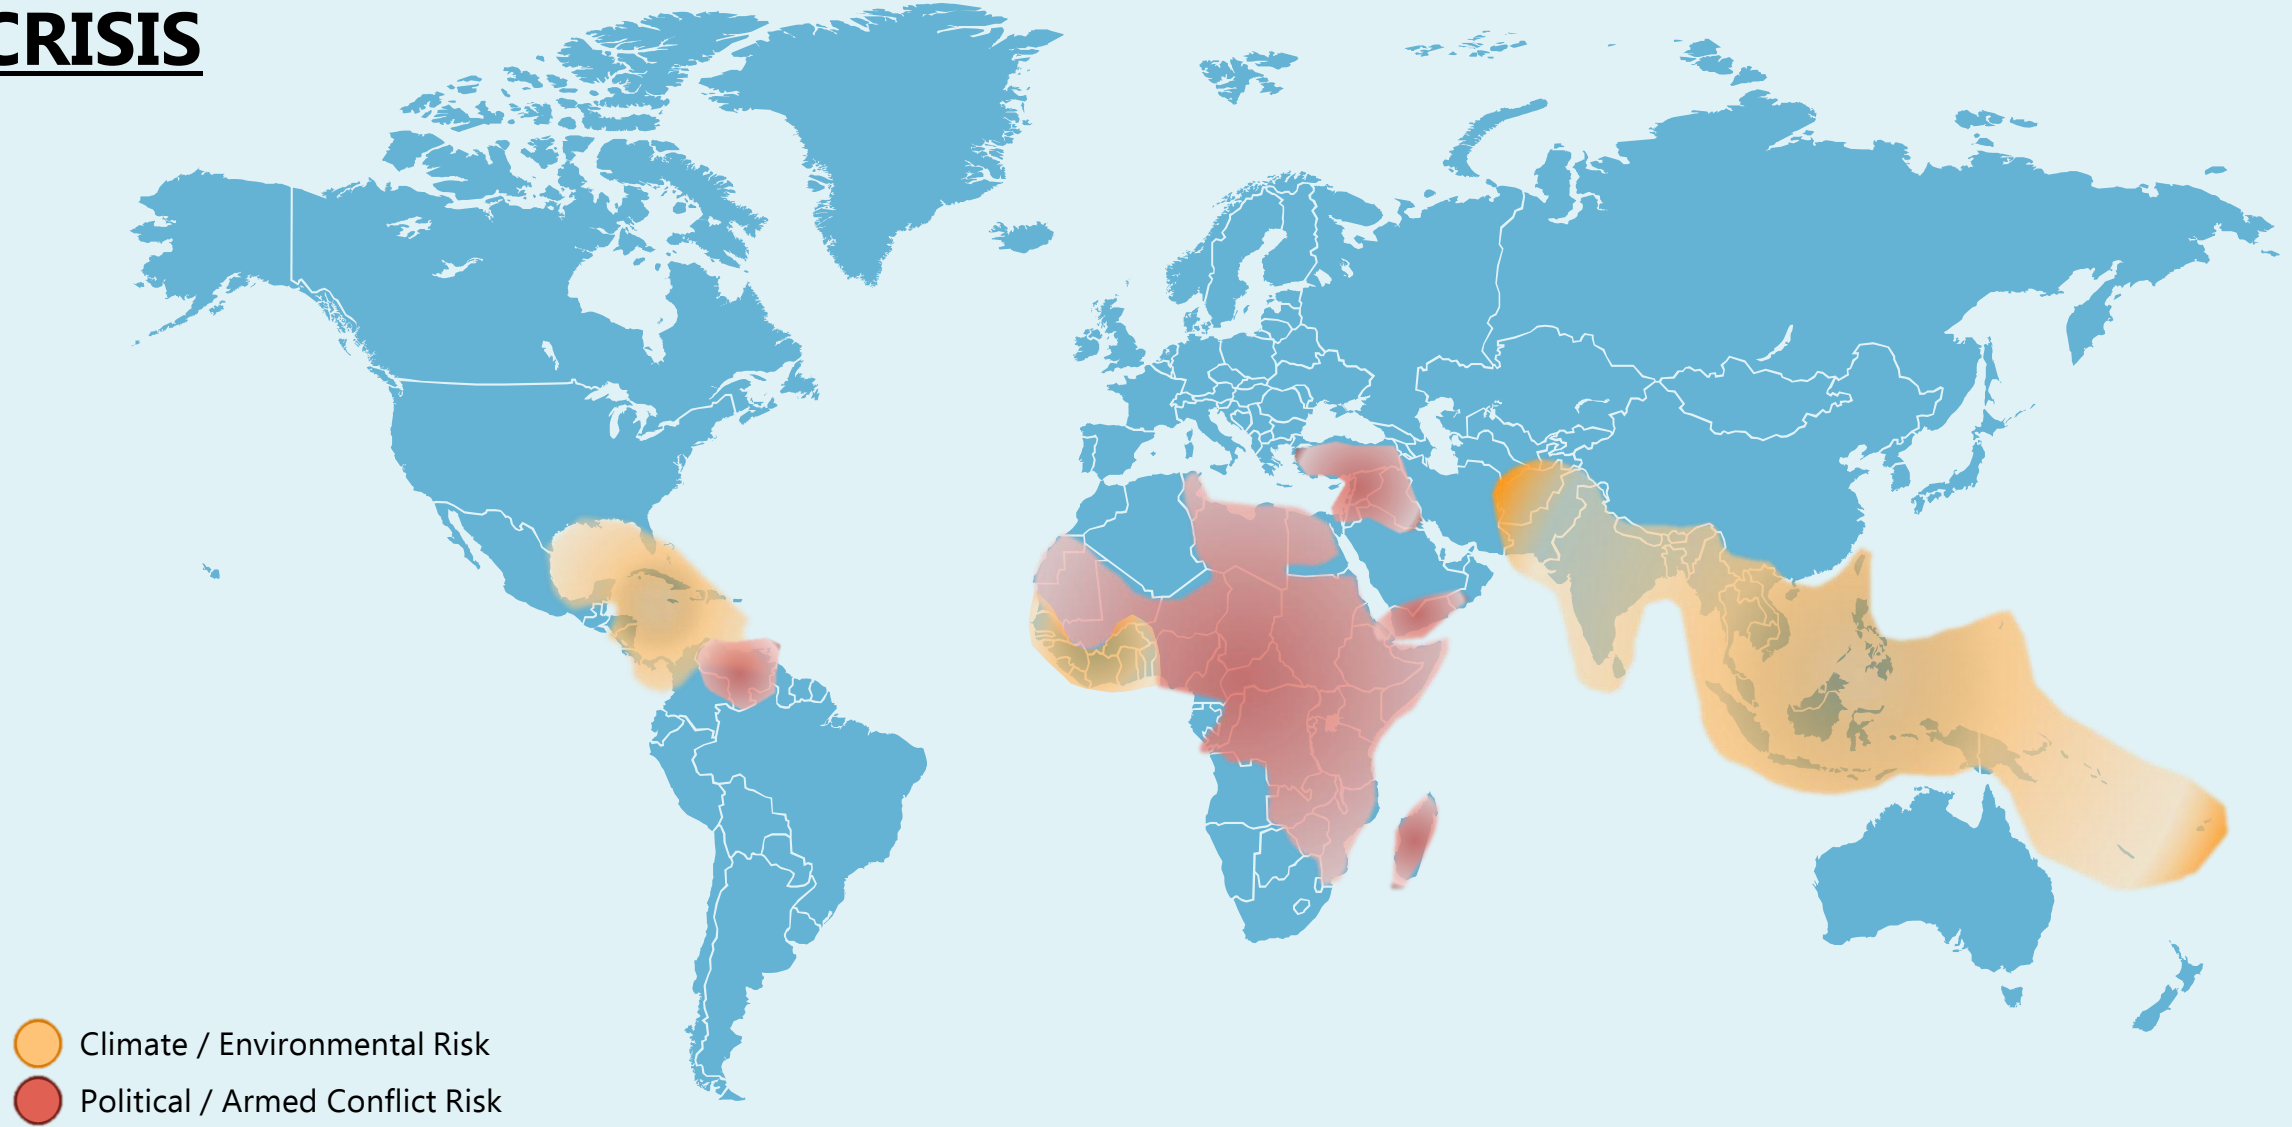 CRISIS
Climate / Environmental Risk
Political / Armed Conflict Risk